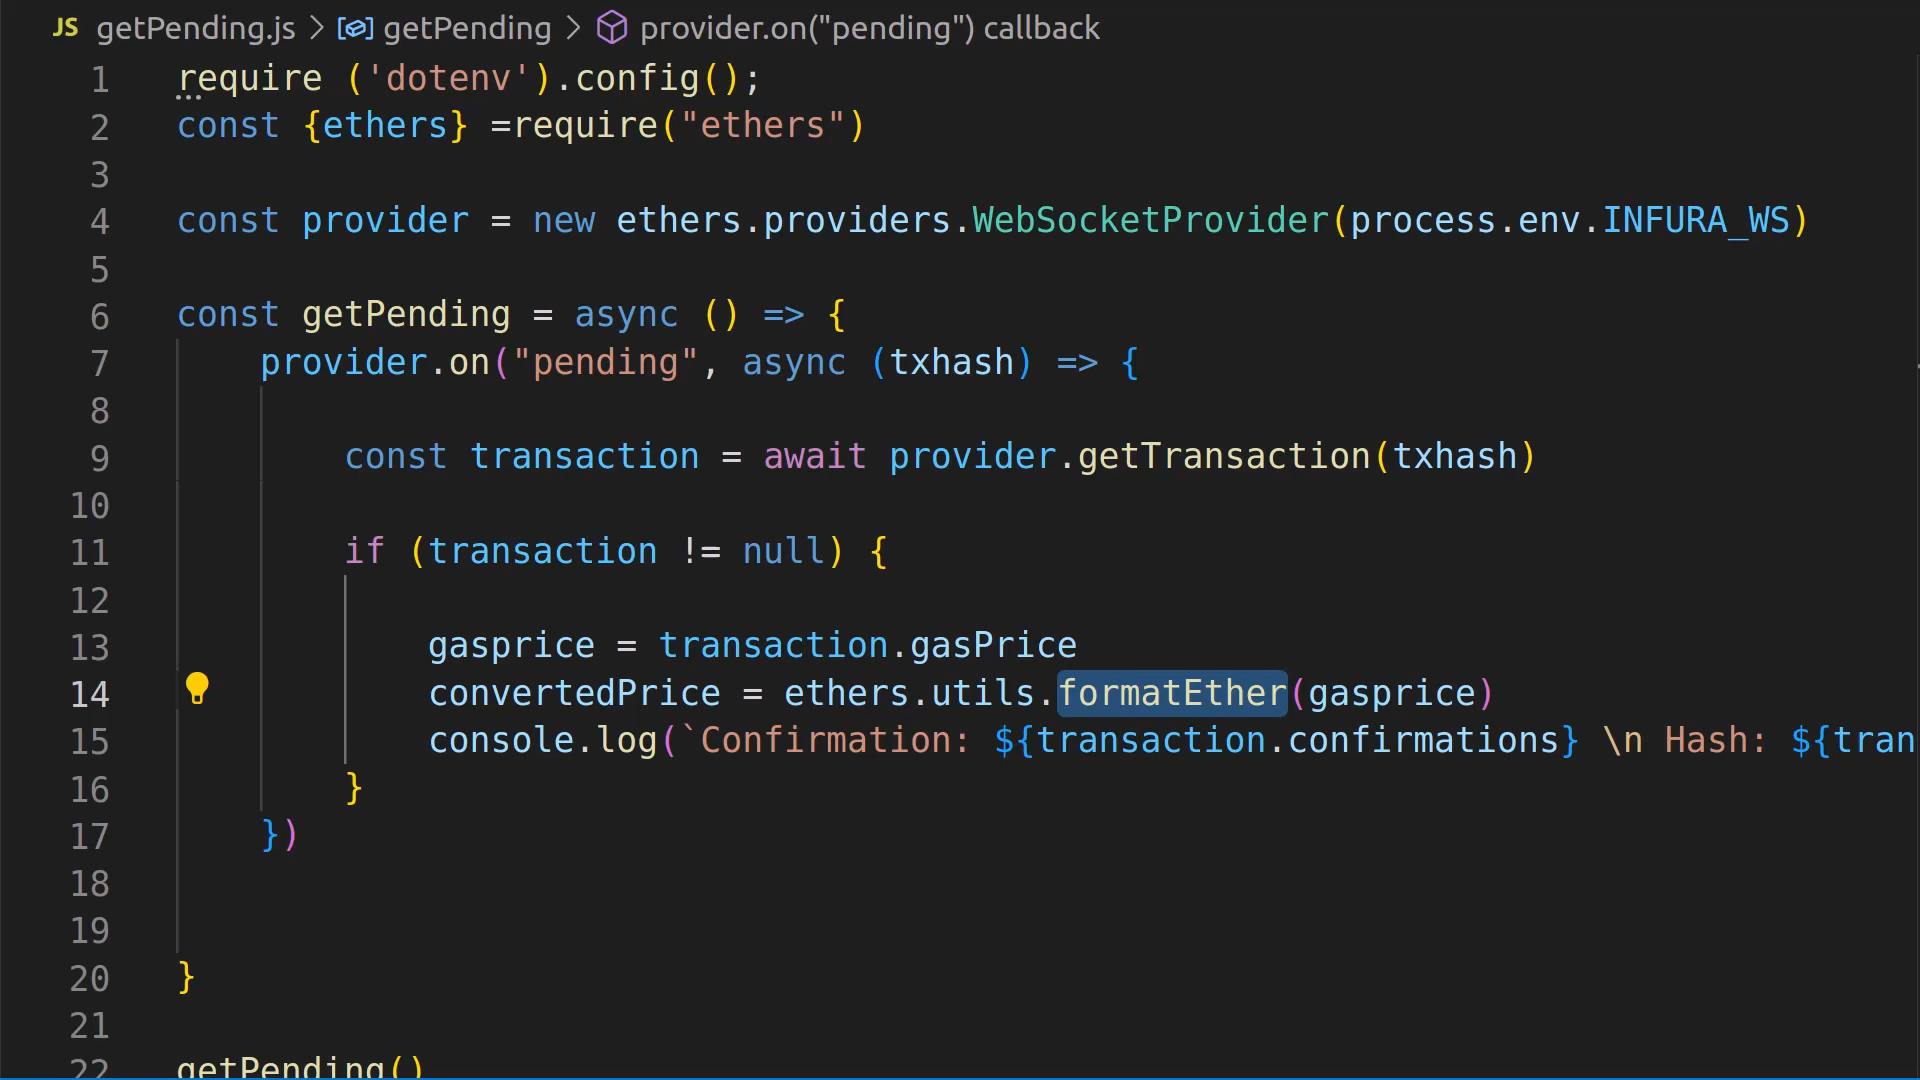 JS getPending.js > getPending > provider.on("pending") callback
1 require ('dotenv').config();
2 const {ethers} =require("ethers")
3
4 const provider = new ethers.providers.WebSocketProvider(process.env.INFURA_WS)
5
6 const getPending = async () => {
7 provider.on("pending", async (txhash) => {
8
9 const transaction = await provider.getTransaction(txhash)
10
11 if (transaction != null) {
12
13 gasprice = transaction.gasPrice
14 convertedPrice = ethers.utils.formatEther(gasprice)
15 console.log(`Confirmation: ${transaction.confirmations} \n Hash: ${tran
16 }
17 })
18
19
20 }
21
22 getPending()